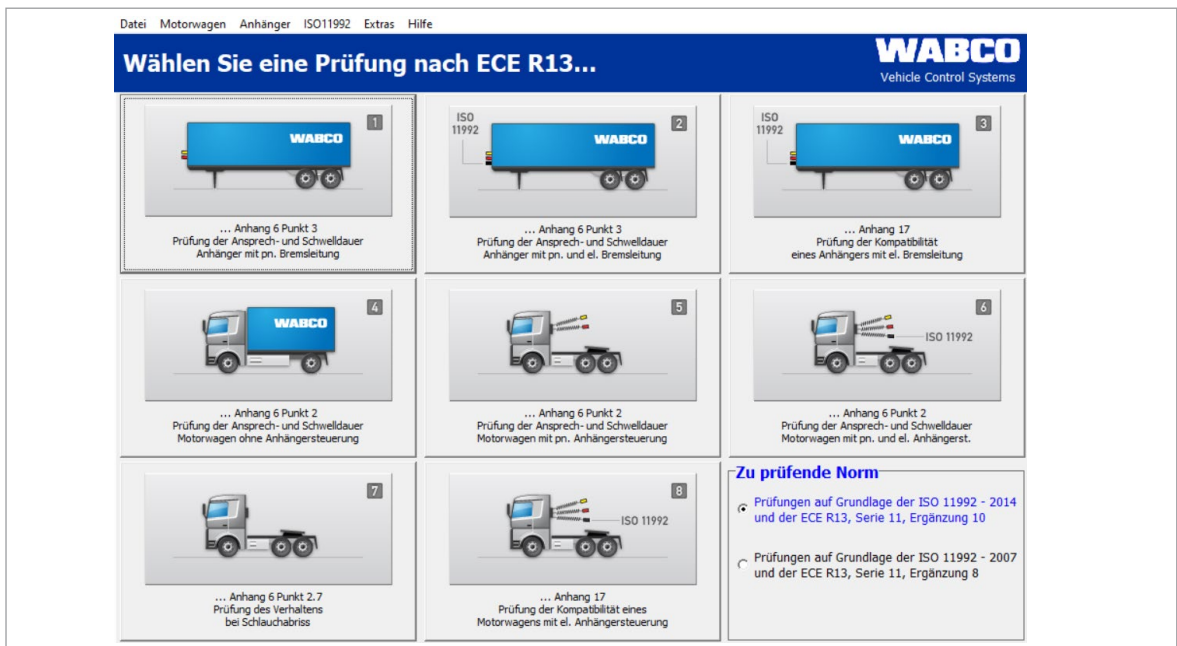 Datei Motorwagen Anhänger ISO11992 Extras Hilfe
Wählen Sie eine Prüfung nach ECE R13...
WABCO
Vehicle Control Systems
1
WABCO
... Anhang 6 Punkt 3
Prüfung der Ansprech- und Schwelldauer
Anhänger mit pn. Bremsleitung
ISO
11992
2
WABCO
... Anhang 6 Punkt 3
Prüfung der Ansprech- und Schwelldauer
Anhänger mit pn. und el. Bremsleitung
ISO
11992
3
WABCO
... Anhang 17
Prüfung der Kompatibilität
eines Anhängers mit el. Bremsleitung
4
WABCO
... Anhang 6 Punkt 2
Prüfung der Ansprech- und Schwelldauer
Motorwagen ohne Anhängersteuerung
5
... Anhang 6 Punkt 2
Prüfung der Ansprech- und Schwelldauer
Motorwagen mit pn. Anhängersteuerung
6
ISO 11992
... Anhang 6 Punkt 2
Prüfung der Ansprech- und Schwelldauer
Motorwagen mit pn. und el. Anhängerst.
7
... Anhang 6 Punkt 2.7
Prüfung des Verhaltens
bei Schlauchabriss
8
ISO 11992
... Anhang 17
Prüfung der Kompatibilität eines
Motorwagens mit el. Anhängersteuerung
Zu prüfende Norm
Prüfungen auf Grundlage der ISO 11992 - 2014
und der ECE R13, Serie 11, Ergänzung 10
Prüfungen auf Grundlage der ISO 11992 - 2007
und der ECE R13, Serie 11, Ergänzung 8